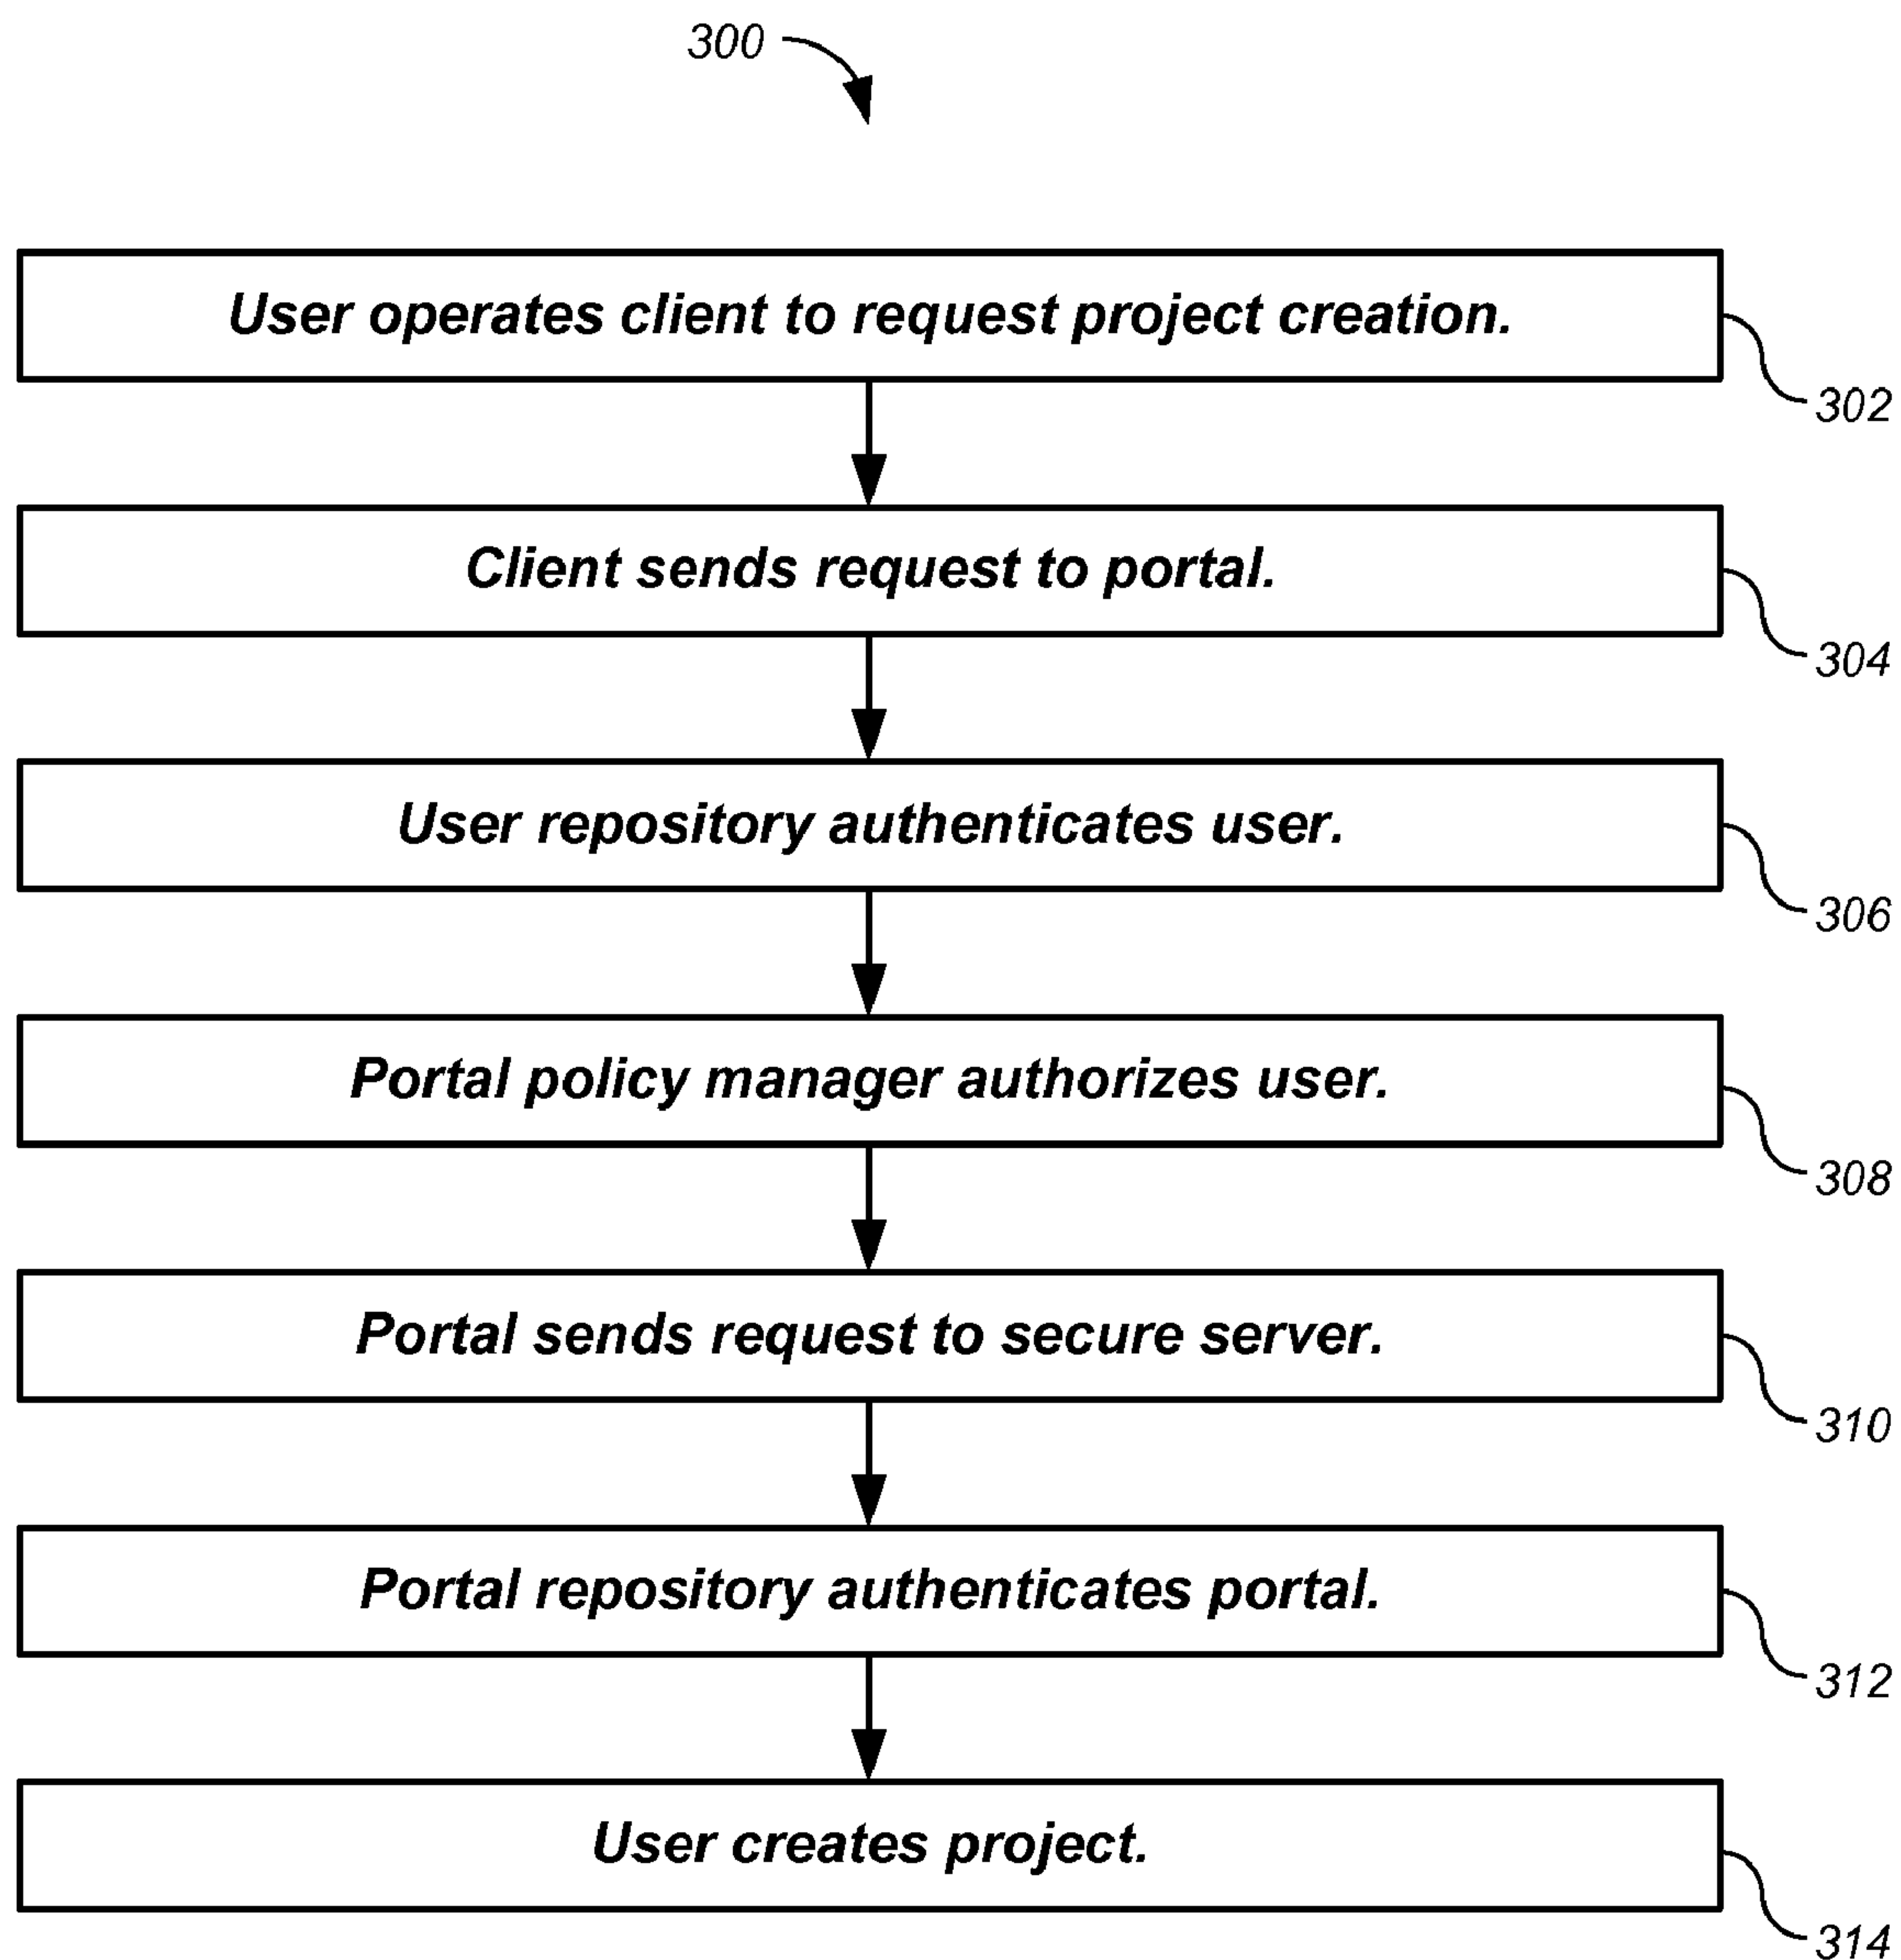 300
User operates client to request project creation.
302
Client sends request to portal.
304
User repository authenticates user.
306
Portal policy manager authorizes user.
308
Portal sends request to secure server.
310
Portal repository authenticates portal.
312
User creates project.
314